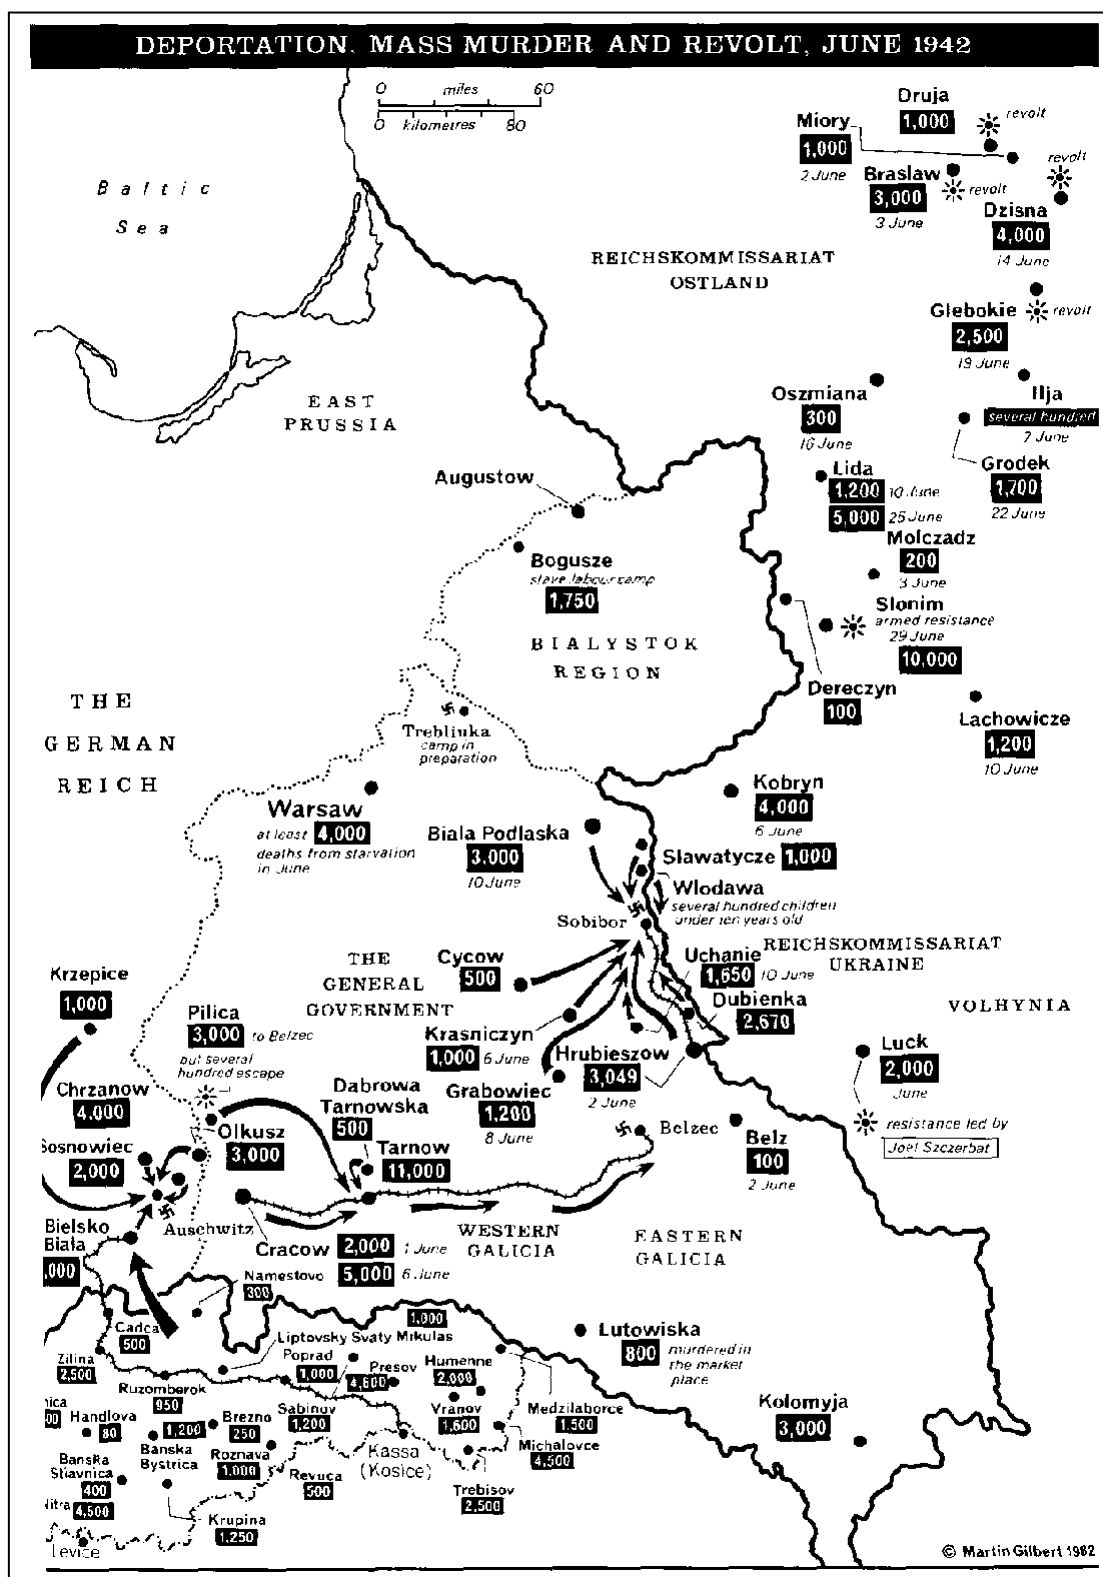 DEPORTATION, MASS MURDER AND REVOLT, JUNE 1942
0 miles 60
0 kilometres 80
Baltic
Sea
Druja
1,000
revolt
Miory
1,000
2 June
revolt
Braslaw
3,000
3 June
revolt
Dzisna
4,000
14 June
REICHSKOMMISSARIAT
OSTLAND
Glebokie
2,500
19 June
revolt
EAST
PRUSSIA
Oszmiana
300
16 June
Ilja
several hundred
7 June
Grodek
1,700
22 June
Lida
1,200 10 June
5,000 25 June
Augustow
Bogusze
slave labour camp
1,750
Molczadz
200
3 June
Slonim
armed resistance
29 June
10,000
BIALYSTOK
REGION
Dereczyn
100
Lachowicze
1,200
10 June
THE
GERMAN
REICH
Treblinka
camp in
preparation
Warsaw
at least 4,000
deaths from starvation
in June
Kobryn
4,000
6 June
Biala Podlaska
3,000
10 June
Slawatycze 1,000
Wlodawa
several hundred children
under ten years old
Sobibor
REICHSKOMMISSARIAT
UKRAINE
VOLHYNIA
THE
GENERAL
GOVERNMENT
Cycow
500
Uchanie
1,650 10 June
Dubienka
2,670
Krzepice
1,000
Pilica
3,000 to Belzec
but several
hundred escape
Krasniczyn
1,000 6 June
Hrubieszow
3,049
2 June
Luck
2,000
June
resistance led by
Joel Szczerbat
Chrzanow
4,000
Dabrowa
Tarnowska
500
Grabowiec
1,200
8 June
Sosnowiec
2,000
Olkusz
3,000
Tarnow
11,000
Belzec
Belz
100
2 June
Auschwitz
Bielsko
Biala
,000
Cracow 2,000 1 June
5,000 6 June
WESTERN
GALICIA
EASTERN
GALICIA
Namestovo
300
Cadca
500
1,000
Liptovsky Svaty Mikulas
Lutowiska
800 murdered in
the market
place
Zilina
2,500
Ruzomberok
950
Poprad
1,000
Presov
4,600
Humenne
2,000
nica
00
Handlova
80
1,200
Banska
Bystrica
Brezno
250
Sabinov
1,200
Vranov
1,600
Medzilaborce
1,500
Kolomyja
3,000
Banska
Stiavnica
400
Roznava
1,000
Revuca
500
Kassa
(Kosice)
Michalovce
4,500
Nitra
4,500
Krupina
1,250
Trebisov
2,500
Levice
© Martin Gilbert 1982